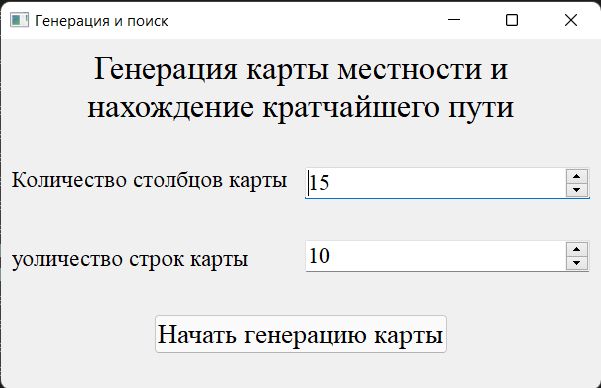 Генерация и поиск
Генерация карты местности и
нахождение кратчайшего пути
Количество столбцов карты
15
уоличество строк карты
10
Начать генерацию карты